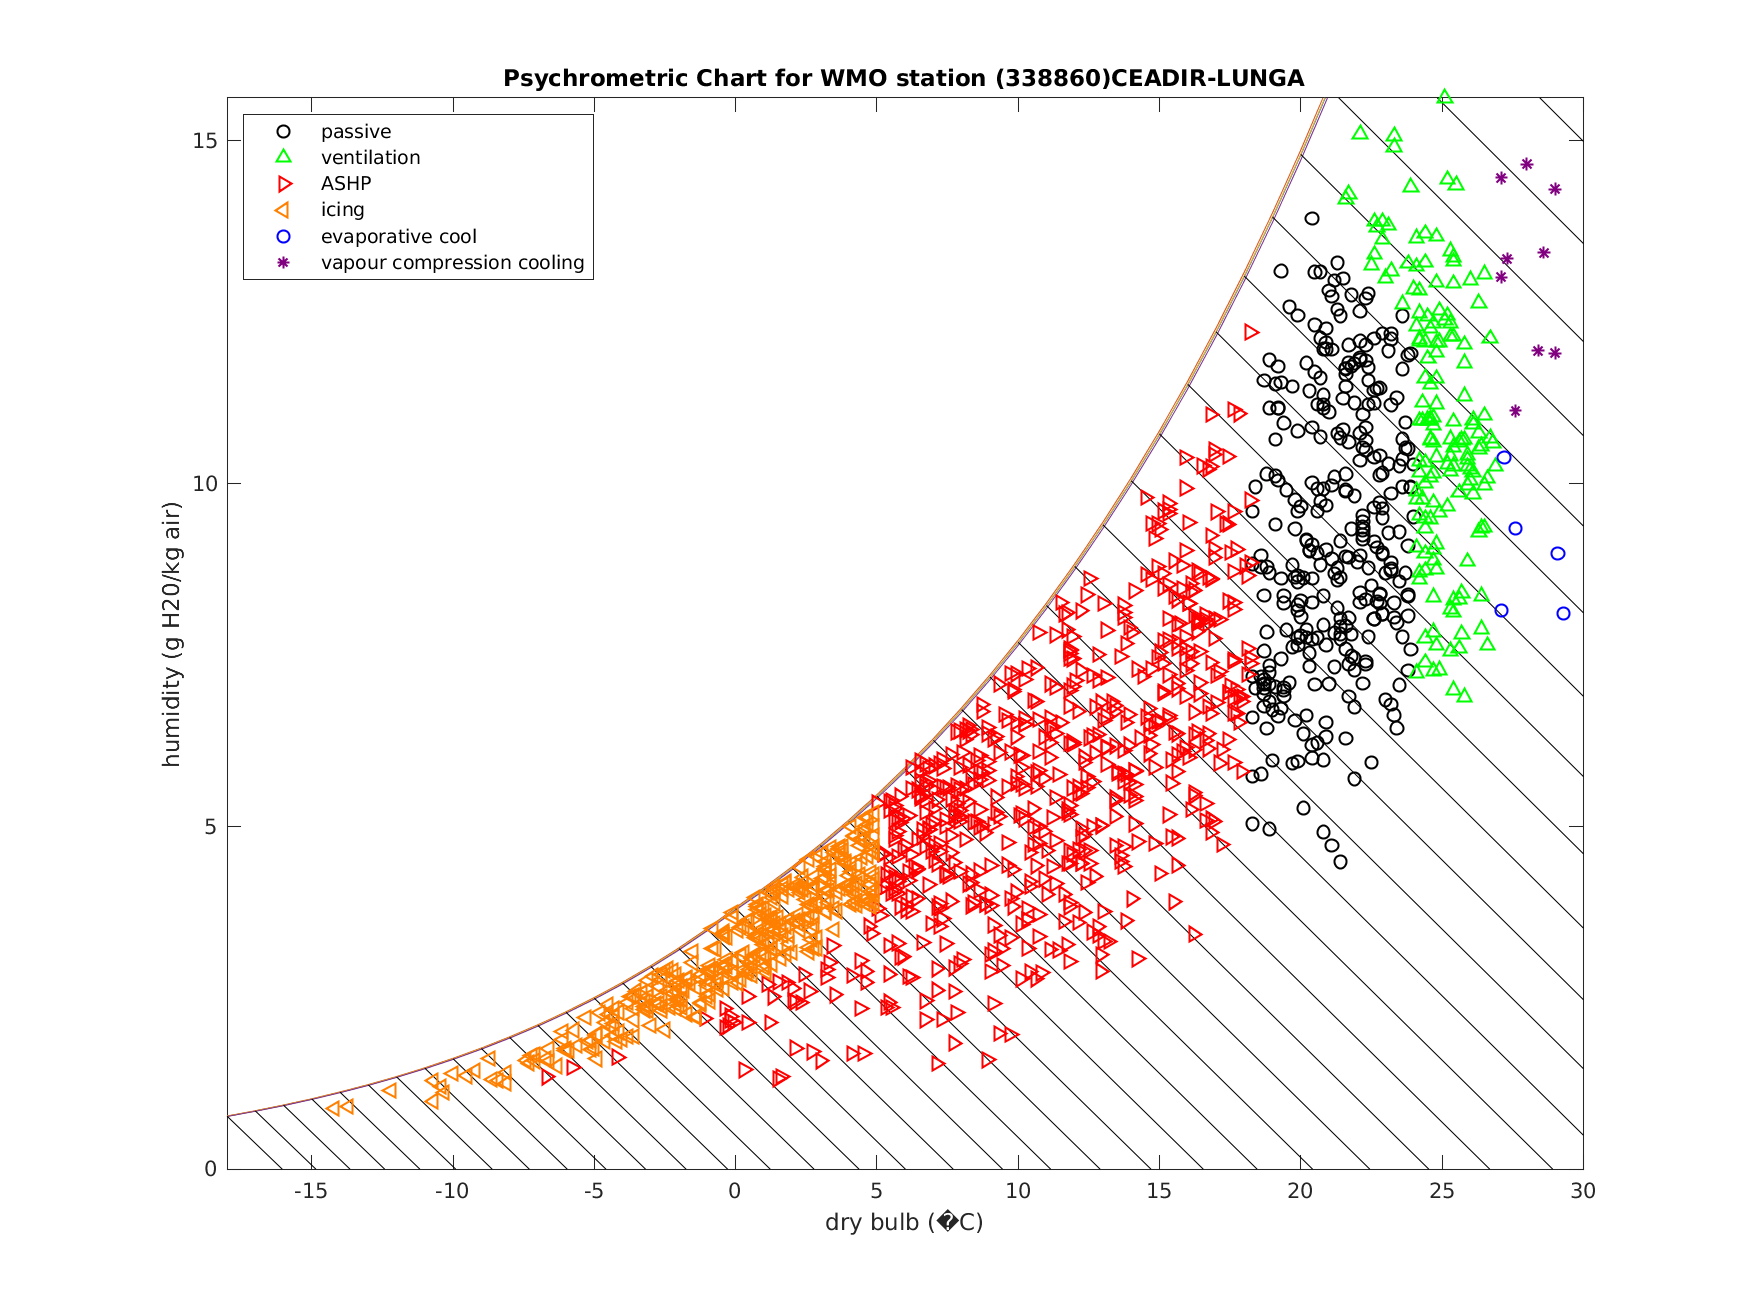 Psychrometric Chart for WMO station (338860)CEADIR-LUNGA
passive
ventilation
ASHP
icing
evaporative cool
vapour compression cooling
15
10
5
0
humidity (g H20/kg air)
-15 -10 -5 0 5 10 15 20 25 30
dry bulb (�C)